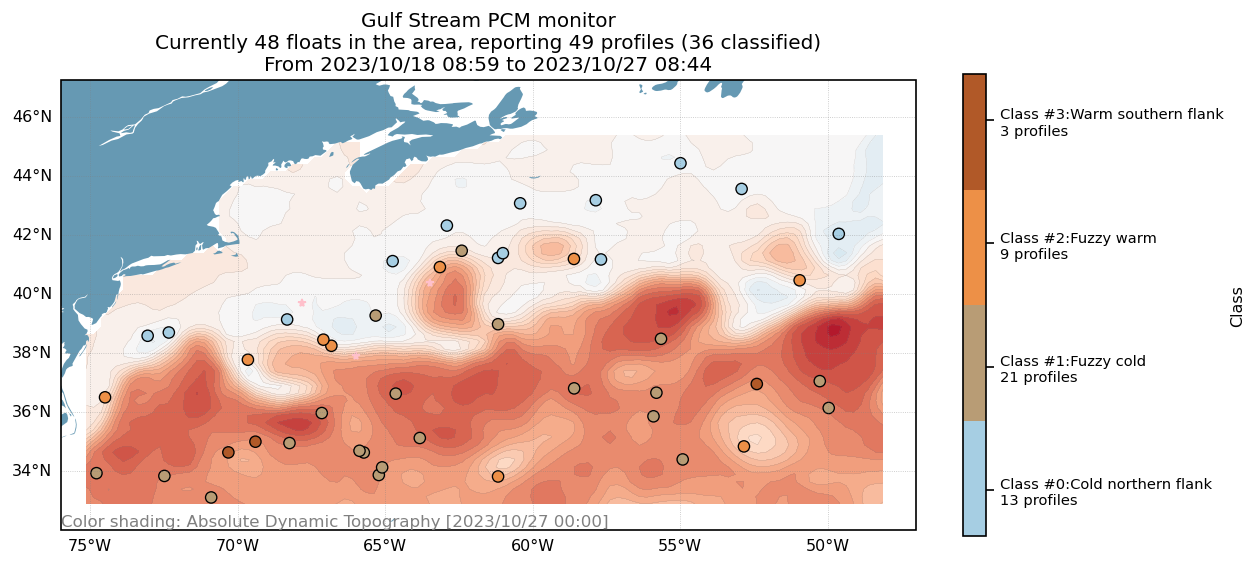 Gulf Stream PCM monitor
Currently 48 floats in the area, reporting 49 profiles (36 classified)
From 2023/10/18 08:59 to 2023/10/27 08:44
46°N
44°N
42°N
40°N
38°N
36°N
34°N
Color shading: Absolute Dynamic Topography [2023/10/27 00:00]
75°W
70°W
65°W
60°W
55°W
50°W
Class #3:Warm southern flank
3 profiles
Class #2:Fuzzy warm
9 profiles
Class #1:Fuzzy cold
21 profiles
Class #0:Cold northern flank
13 profiles
Class